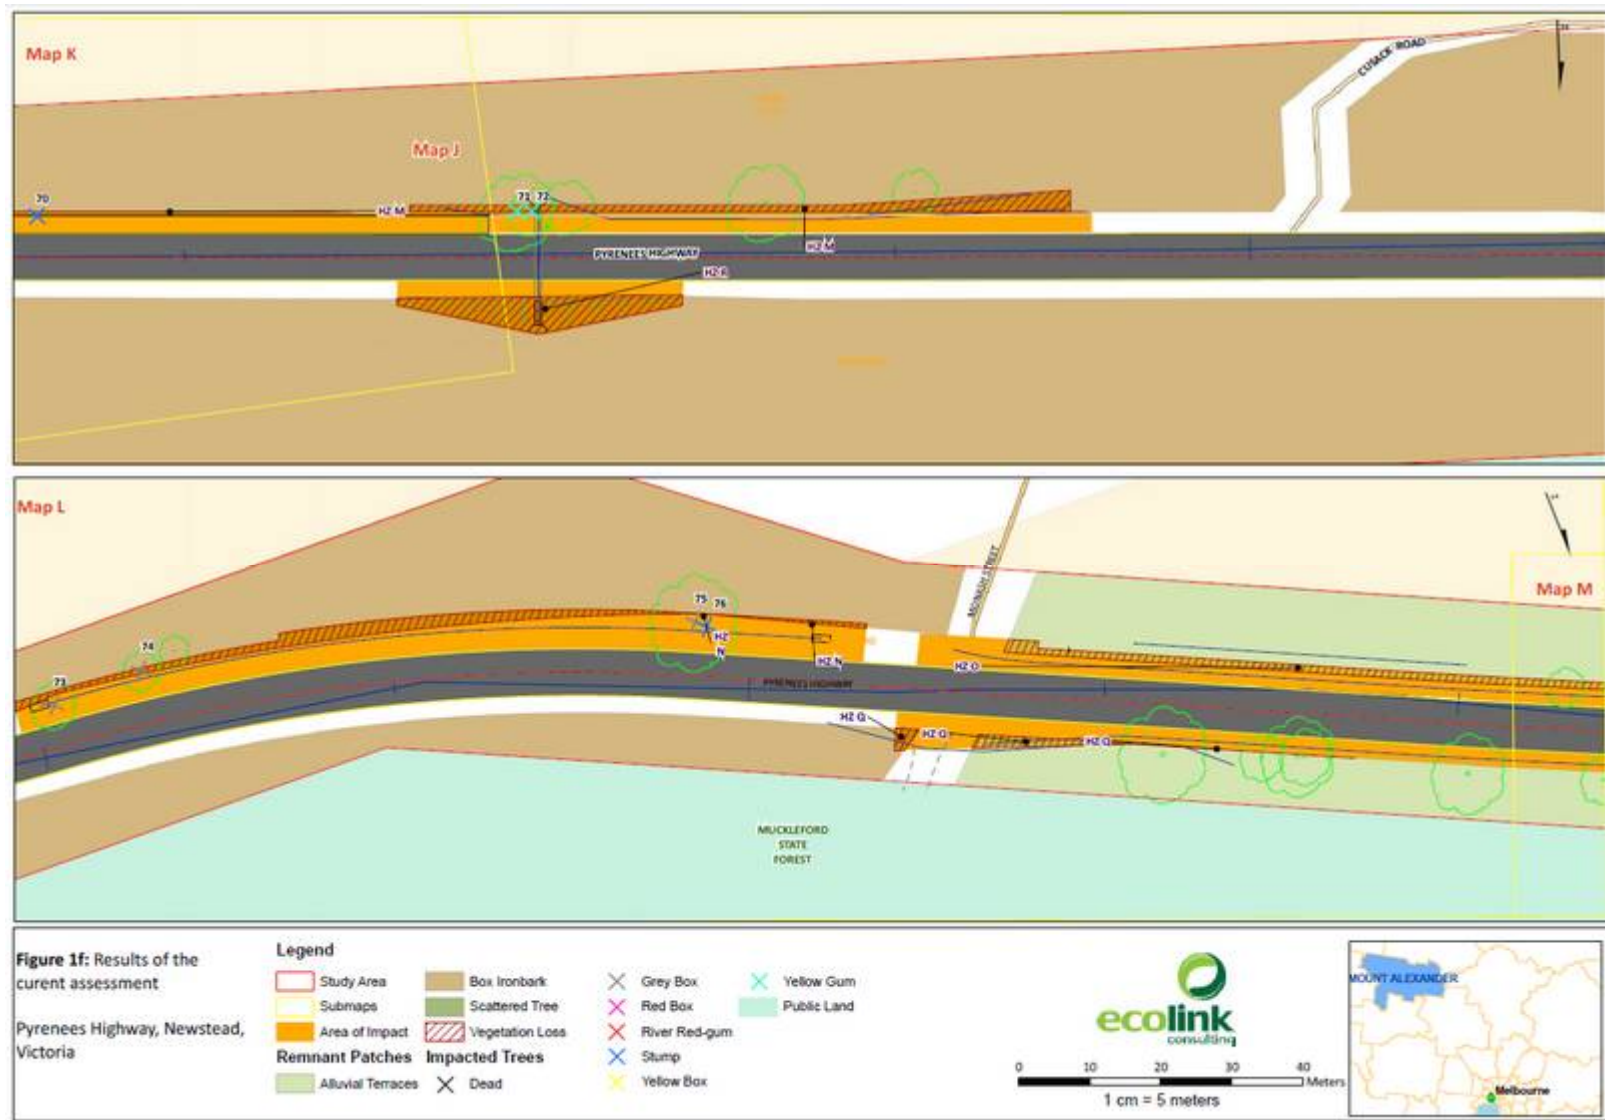 Map K
CUSACK ROAD
Map J
70
HZ M
71 72
HZ M
PYRENEES HIGHWAY
HZ R
Map L
Map M
MONIGH STREET
75 76
74
73
HZ
N
HZ N
HZ O
PYRENEES HIGHWAY
HZ Q
HZ Q
HZ Q
MUCKLEFORD
STATE
FOREST
Figure 1f: Results of the
curent assessment
Pyrenees Highway, Newstead,
Victoria
Legend
Study Area
Submaps
Area of Impact
Remnant Patches
Alluvial Terraces
Box Ironbark
Scattered Tree
Vegetation Loss
Impacted Trees
Dead
Grey Box
Red Box
River Red-gum
Stump
Yellow Box
Yellow Gum
Public Land
ecolink
consulting
0 10 20 30 40
Meters
1 cm = 5 meters
MOUNT ALEXANDER
Melbourne